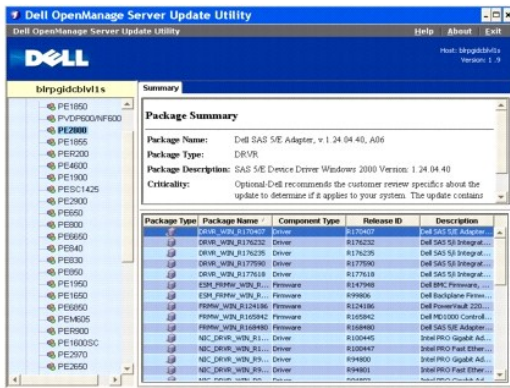 Dell OpenManage Server Update Utility
Dell OpenManage Server Update Utility
Help About Exit
DELL
Host: blrpgidcblvl1s
Version: 1 .9
blrpgidcblvl1s
PE1850
PVDP600/NF600
PE2800
PE1855
PER200
PE4600
PE1900
PESC1425
PE2900
PE650
PE800
PE6650
PE840
PE830
PE850
PE1950
PE1650
PE6850
PEM605
PER900
PE1600SC
PE2970
PE2650
Summary
Package Summary
Package Name: Dell SAS 5/E Adapter, v.1.24.04.40, A06
Package Type: DRVR
Package Description: SAS 5/E Device Driver Windows 2000 Version: 1.24.04.40
Criticality: Optional-Dell recommends the customer review specifics about the
update to determine if it applies to your system. The update contains
Package Type Package Name Component Type Release ID Description
DRVR_WIN_R170407 Driver R170407 Dell SAS 5/E Adapter...
DRVR_WIN_R176232 Driver R176232 Dell SAS 5/i Integrat...
DRVR_WIN_R176235 Driver R176235 Dell SAS 5/i Integrat...
DRVR_WIN_R177590 Driver R177590 Dell SAS 5/i Integrat...
DRVR_WIN_R177618 Driver R177618 Dell SAS 5/i Integrat...
ESM_FRMW_WIN_R... Firmware R147948 Dell BMC Firmware, ...
ESM_FRMW_WIN_R... Firmware R99806 Dell Backplane Firmw...
FRMW_WIN_R124186 Firmware R124186 Dell PowerVault 220...
FRMW_WIN_R165842 Firmware R165842 Dell MD1000 Controll...
FRMW_WIN_R168480 Firmware R168480 Dell SAS 5/E Adapter...
NIC_DRVR_WIN_R1... Driver R100445 Intel PRO Gigabit Ad...
NIC_DRVR_WIN_R1... Driver R100447 Intel PRO Fast Ether...
NIC_DRVR_WIN_R9... Driver R94800 Intel PRO Gigabit Ad...
NIC_DRVR_WIN_R9... Driver R94801 Intel PRO Fast Ether...